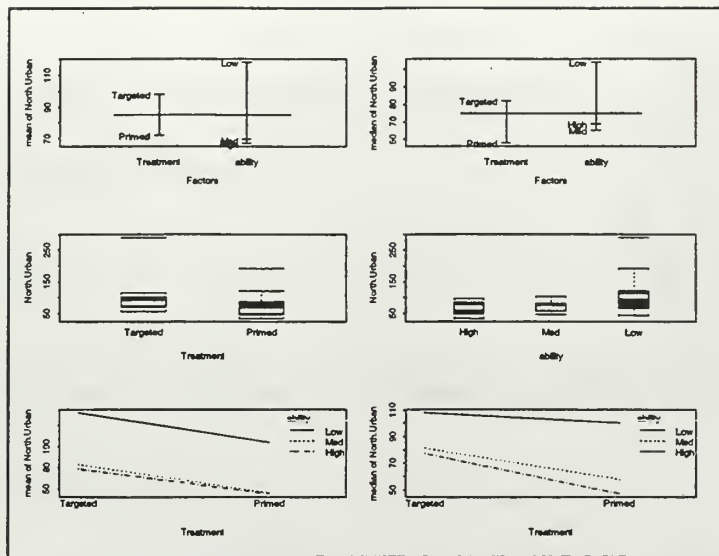 mean of North.Urban
70 90 110
Low
Targeted
Primed
Med
Treatment ability
Factors
median of North.Urban
50 60 70 80 90
Low
Targeted
High
Med
Primed
Treatment ability
Factors
North.Urban
50 150 250
Targeted Primed
Treatment
North.Urban
50 150 250
High Med Low
ability
mean of North.Urban
60 80 100
ability
Low
Med
High
Targeted Primed
Treatment
median of North.Urban
50 70 90 110
Low
Med
High
Targeted Primed
Treatment